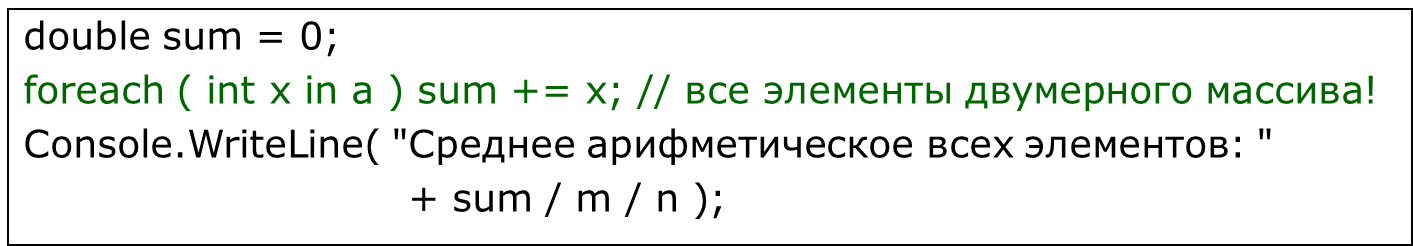 double sum = 0;
foreach ( int x in a ) sum += x; // все элементы двумерного массива!
Console.WriteLine( "Среднее арифметическое всех элементов: "
+ sum / m / n );